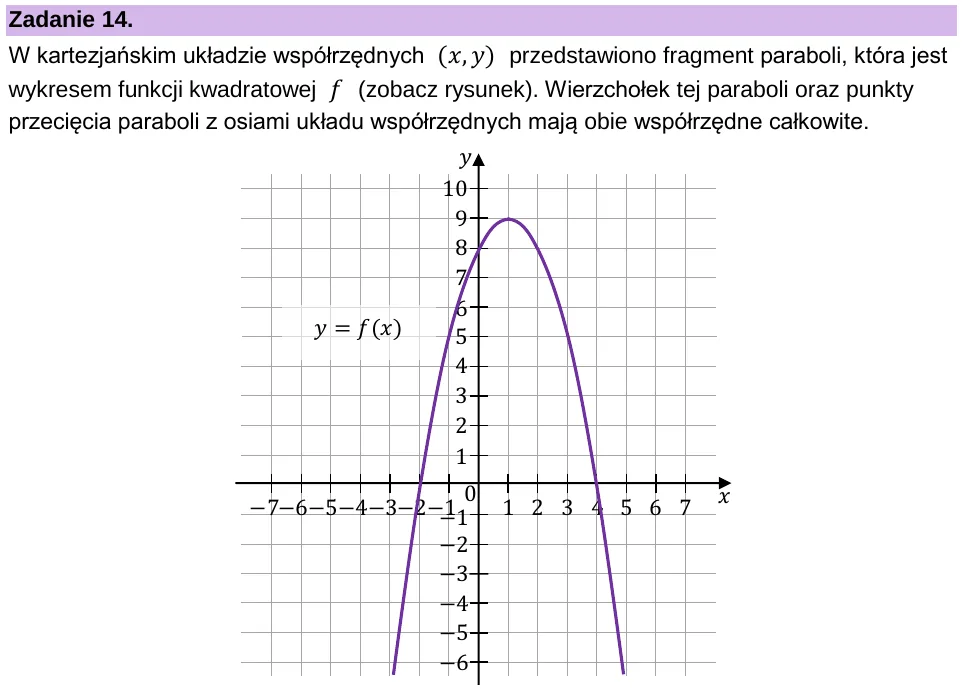 Zadanie 14.
W kartezjańskim układzie współrzędnych (x, y) przedstawiono fragment paraboli, która jest
wykresem funkcji kwadratowej f (zobacz rysunek). Wierzchołek tej paraboli oraz punkty
przecięcia paraboli z osiami układu współrzędnych mają obie współrzędne całkowite.
y
10
9
8
7
6
y = f(x)
5
4
3
2
1
0
x
−7 −6 −5 −4 −3 −2 −1 1 2 3 4 5 6 7
−1
−2
−3
−4
−5
−6